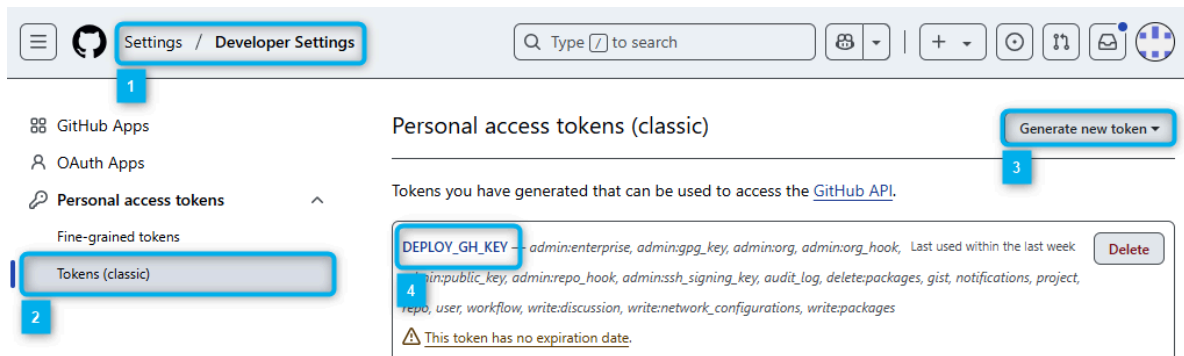 Settings / Developer Settings
Type / to search
1
GitHub Apps
OAuth Apps
Personal access tokens
Fine-grained tokens
Tokens (classic)
2
Personal access tokens (classic)
Generate new token
3
Tokens you have generated that can be used to access the GitHub API.
DEPLOY_GH_KEY — admin:enterprise, admin:gpg_key, admin:org, admin:org_hook, Last used within the last week
Delete
4
:public_key, admin:repo_hook, admin:ssh_signing_key, audit_log, delete:packages, gist, notifications, project,
repo, user, workflow, write:discussion, write:network_configurations, write:packages
This token has no expiration date.